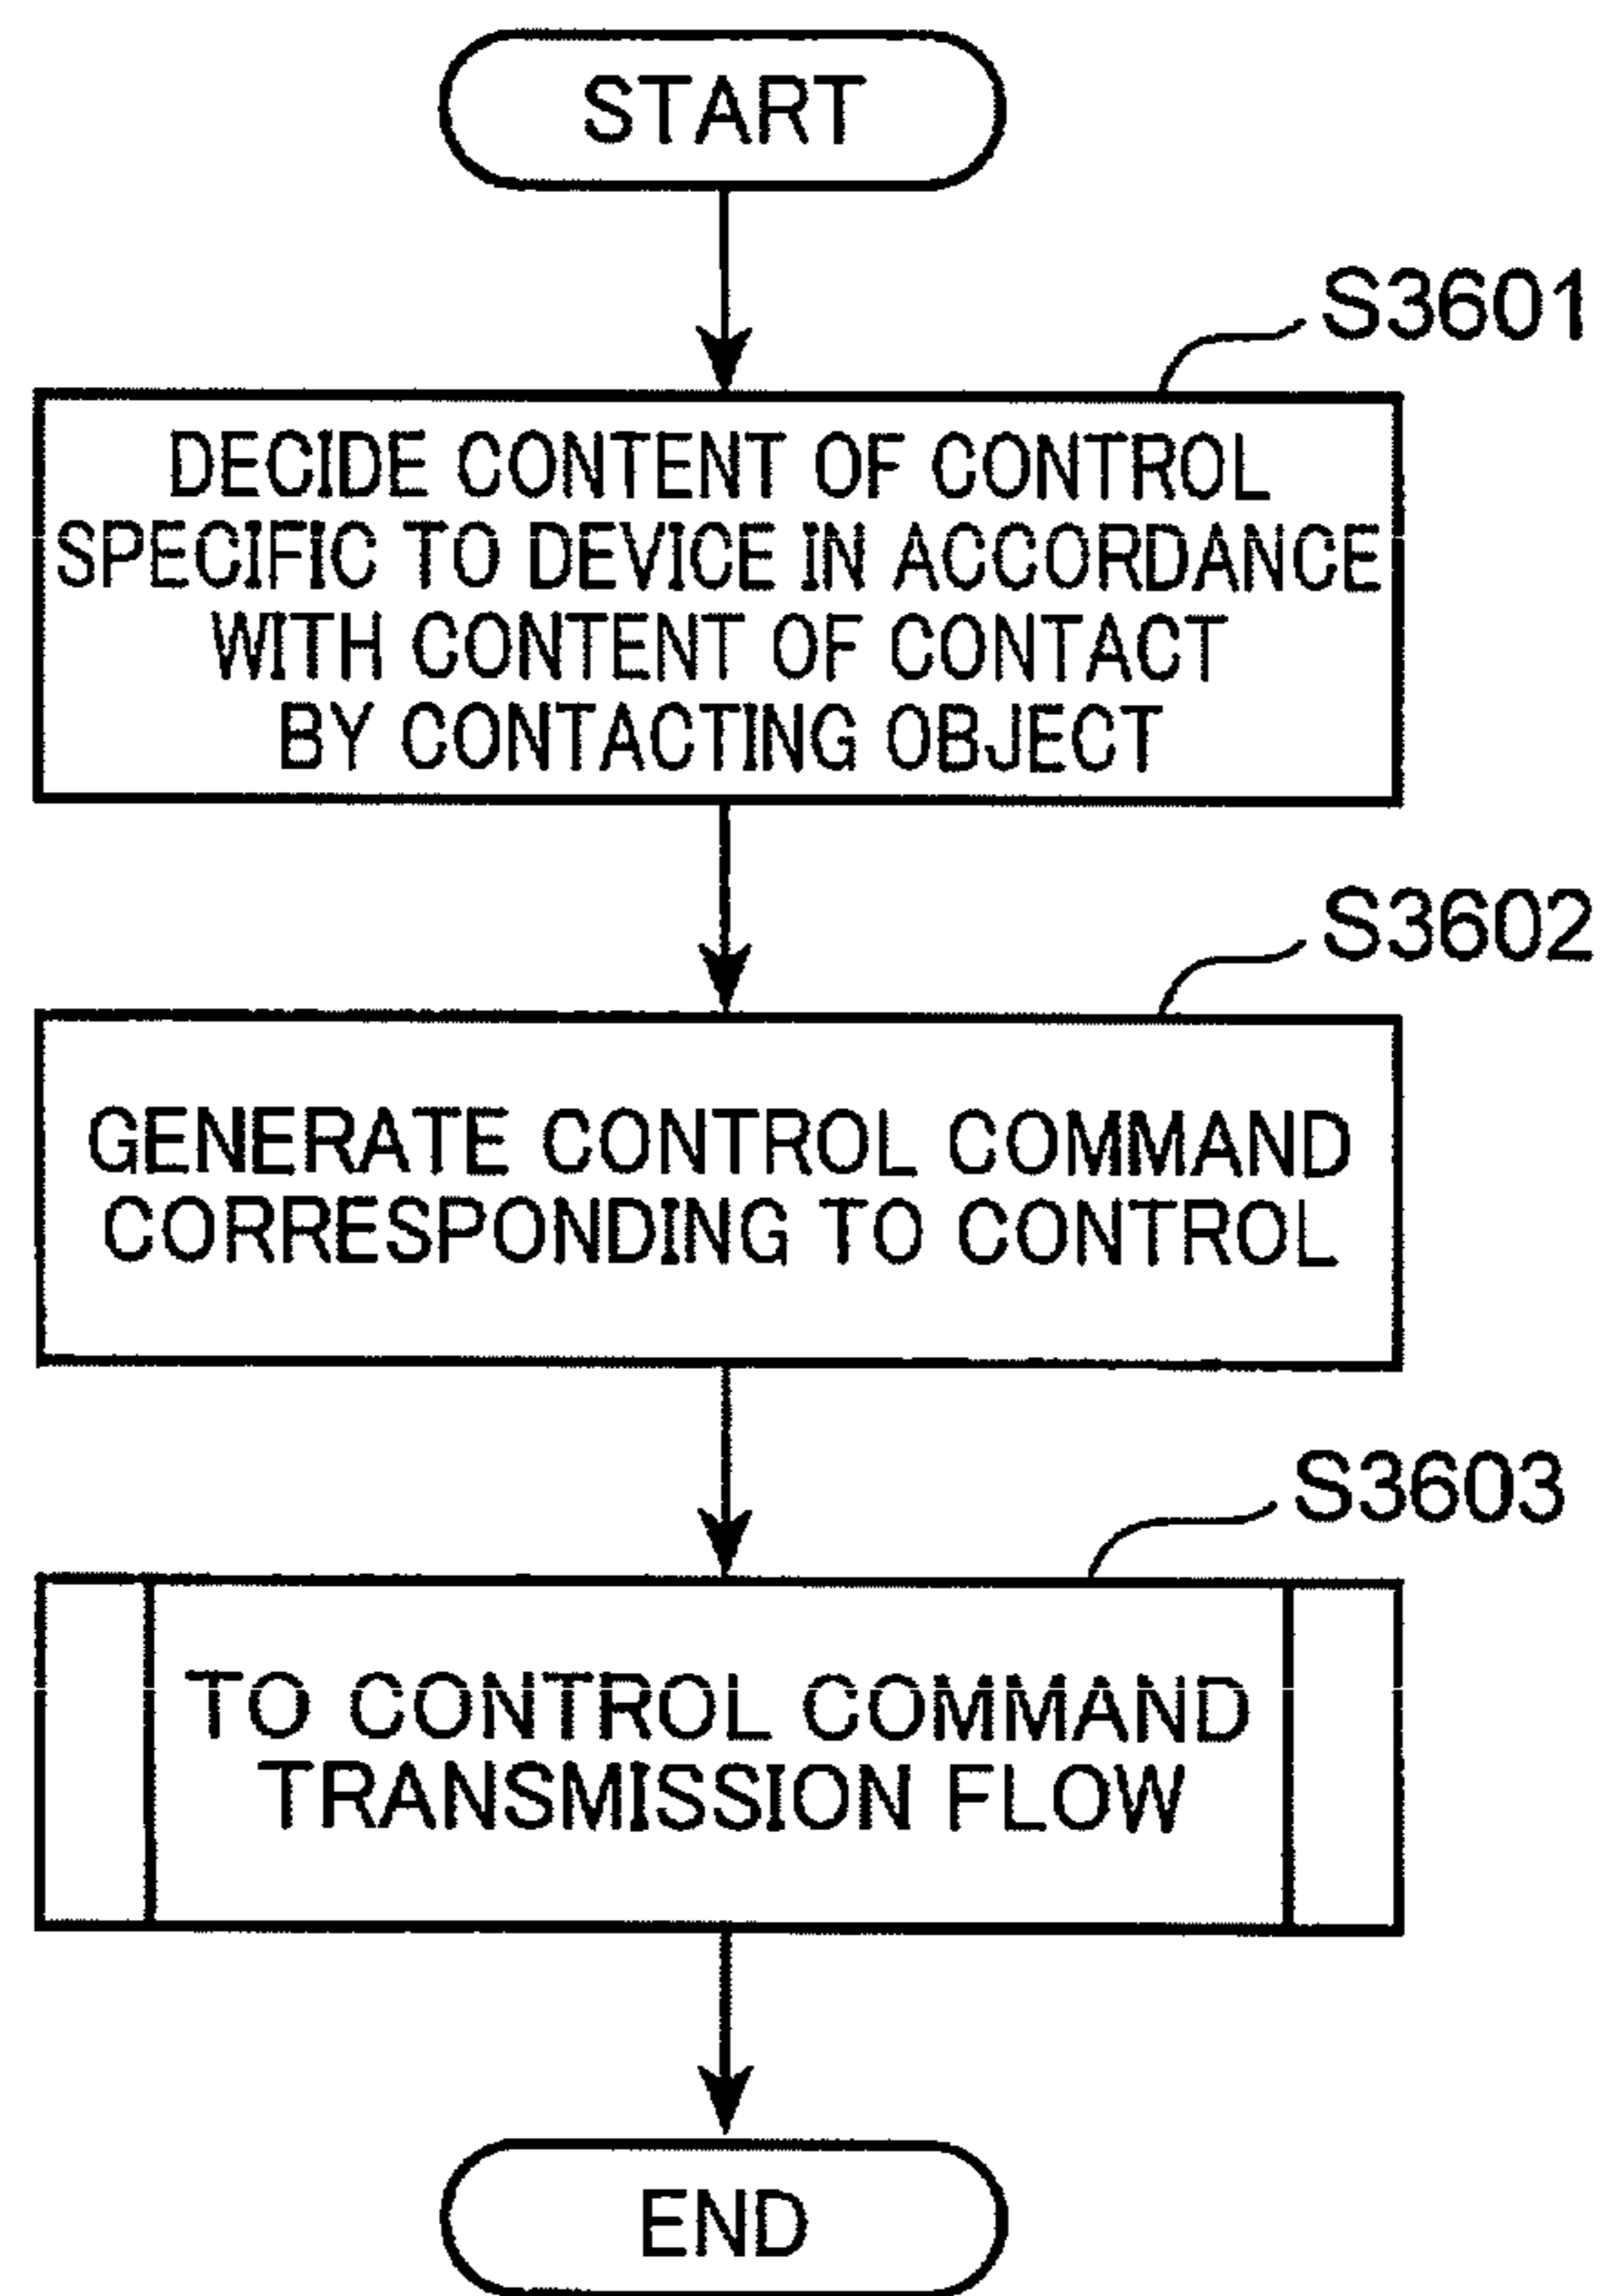 START
S3601
DECIDE CONTENT OF CONTROL
SPECIFIC TO DEVICE IN ACCORDANCE
WITH CONTENT OF CONTACT
BY CONTACTING OBJECT
S3602
GENERATE CONTROL COMMAND
CORRESPONDING TO CONTROL
S3603
TO CONTROL COMMAND
TRANSMISSION FLOW
END